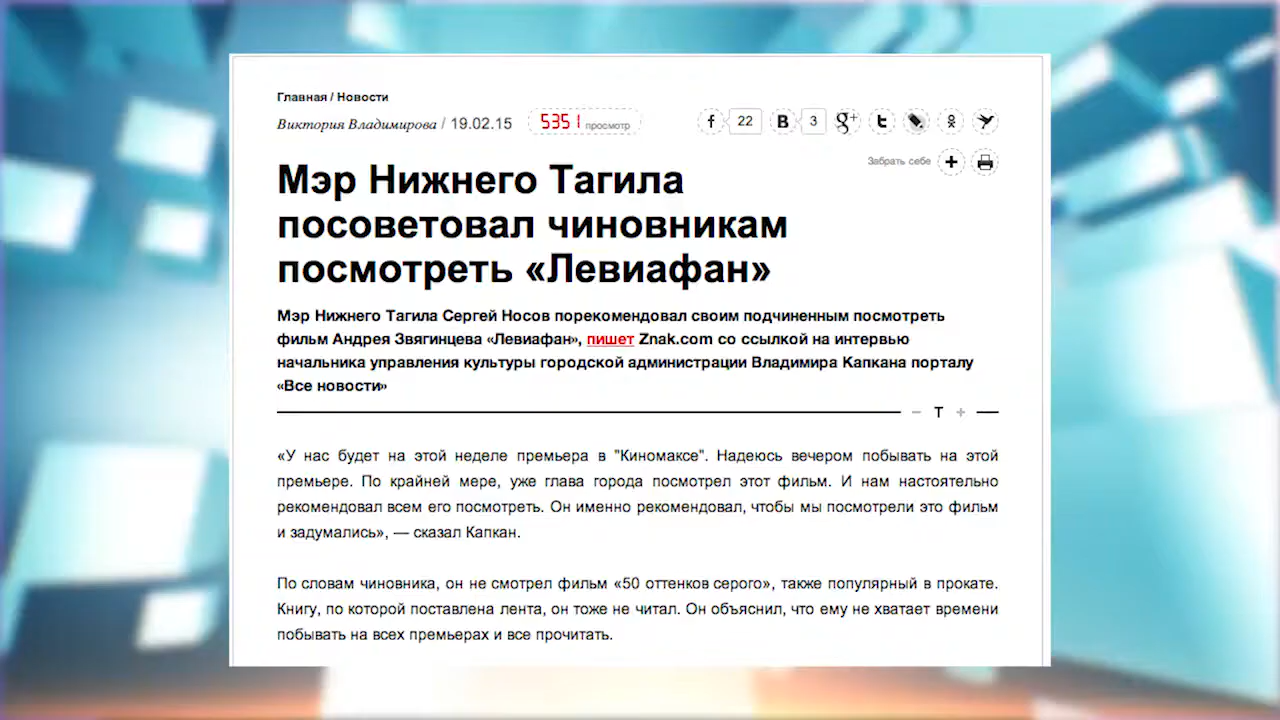 Главная / Новости
Виктория Владимирова / 19.02.15 5351 просмотр f 22 B 3 g+ t
Забрать себе +
Мэр Нижнего Тагила
посоветовал чиновникам
посмотреть «Левиафан»
Мэр Нижнего Тагила Сергей Носов порекомендовал своим подчиненным посмотреть
фильм Андрея Звягинцева «Левиафан», пишет Znak.com со ссылкой на интервью
начальника управления культуры городской администрации Владимира Капкана порталу
«Все новости»
− T +
«У нас будет на этой неделе премьера в "Киномаксе". Надеюсь вечером побывать на этой
премьере. По крайней мере, уже глава города посмотрел этот фильм. И нам настоятельно
рекомендовал всем его посмотреть. Он именно рекомендовал, чтобы мы посмотрели это фильм
и задумались», — сказал Капкан.
По словам чиновника, он не смотрел фильм «50 оттенков серого», также популярный в прокате.
Книгу, по которой поставлена лента, он тоже не читал. Он объяснил, что ему не хватает времени
побывать на всех премьерах и все прочитать.